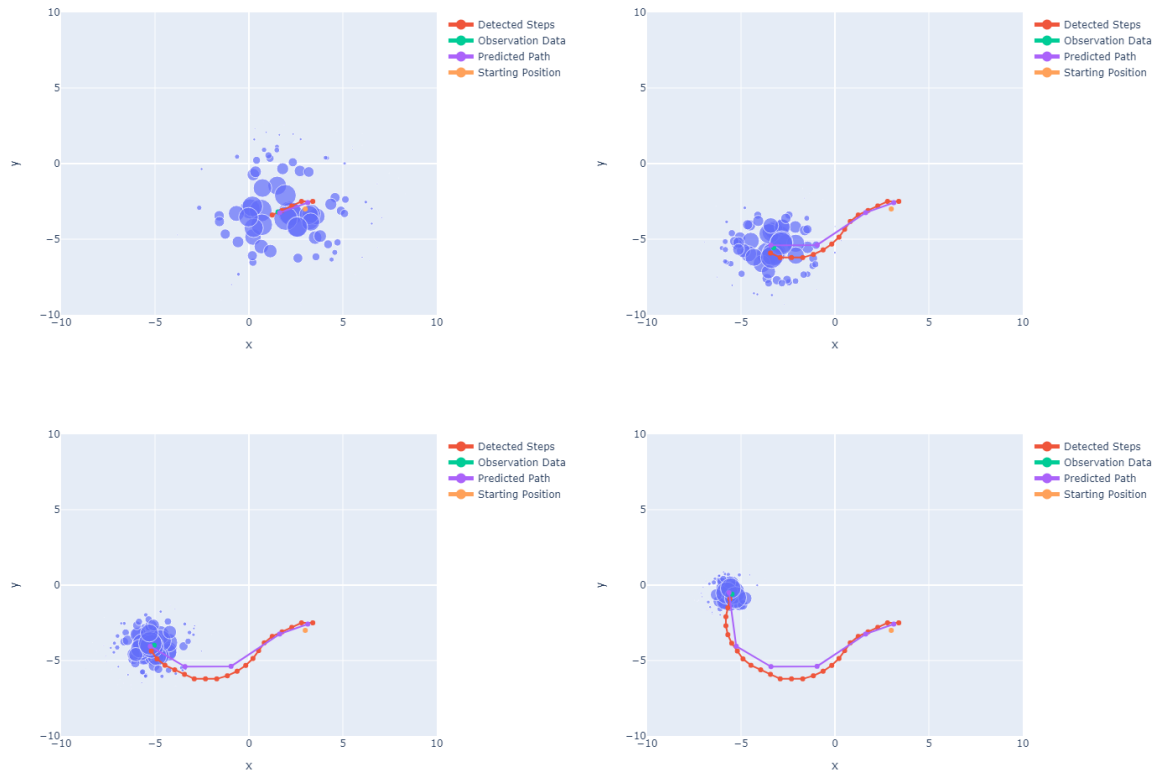 10
5
0
−5
−10
y
−10
−5
0
5
10
x
Detected Steps
Observation Data
Predicted Path
Starting Position
10
5
0
−5
−10
y
−10
−5
0
5
10
x
Detected Steps
Observation Data
Predicted Path
Starting Position
10
5
0
−5
−10
y
−10
−5
0
5
10
x
Detected Steps
Observation Data
Predicted Path
Starting Position
10
5
0
−5
−10
y
−10
−5
0
5
10
x
Detected Steps
Observation Data
Predicted Path
Starting Position